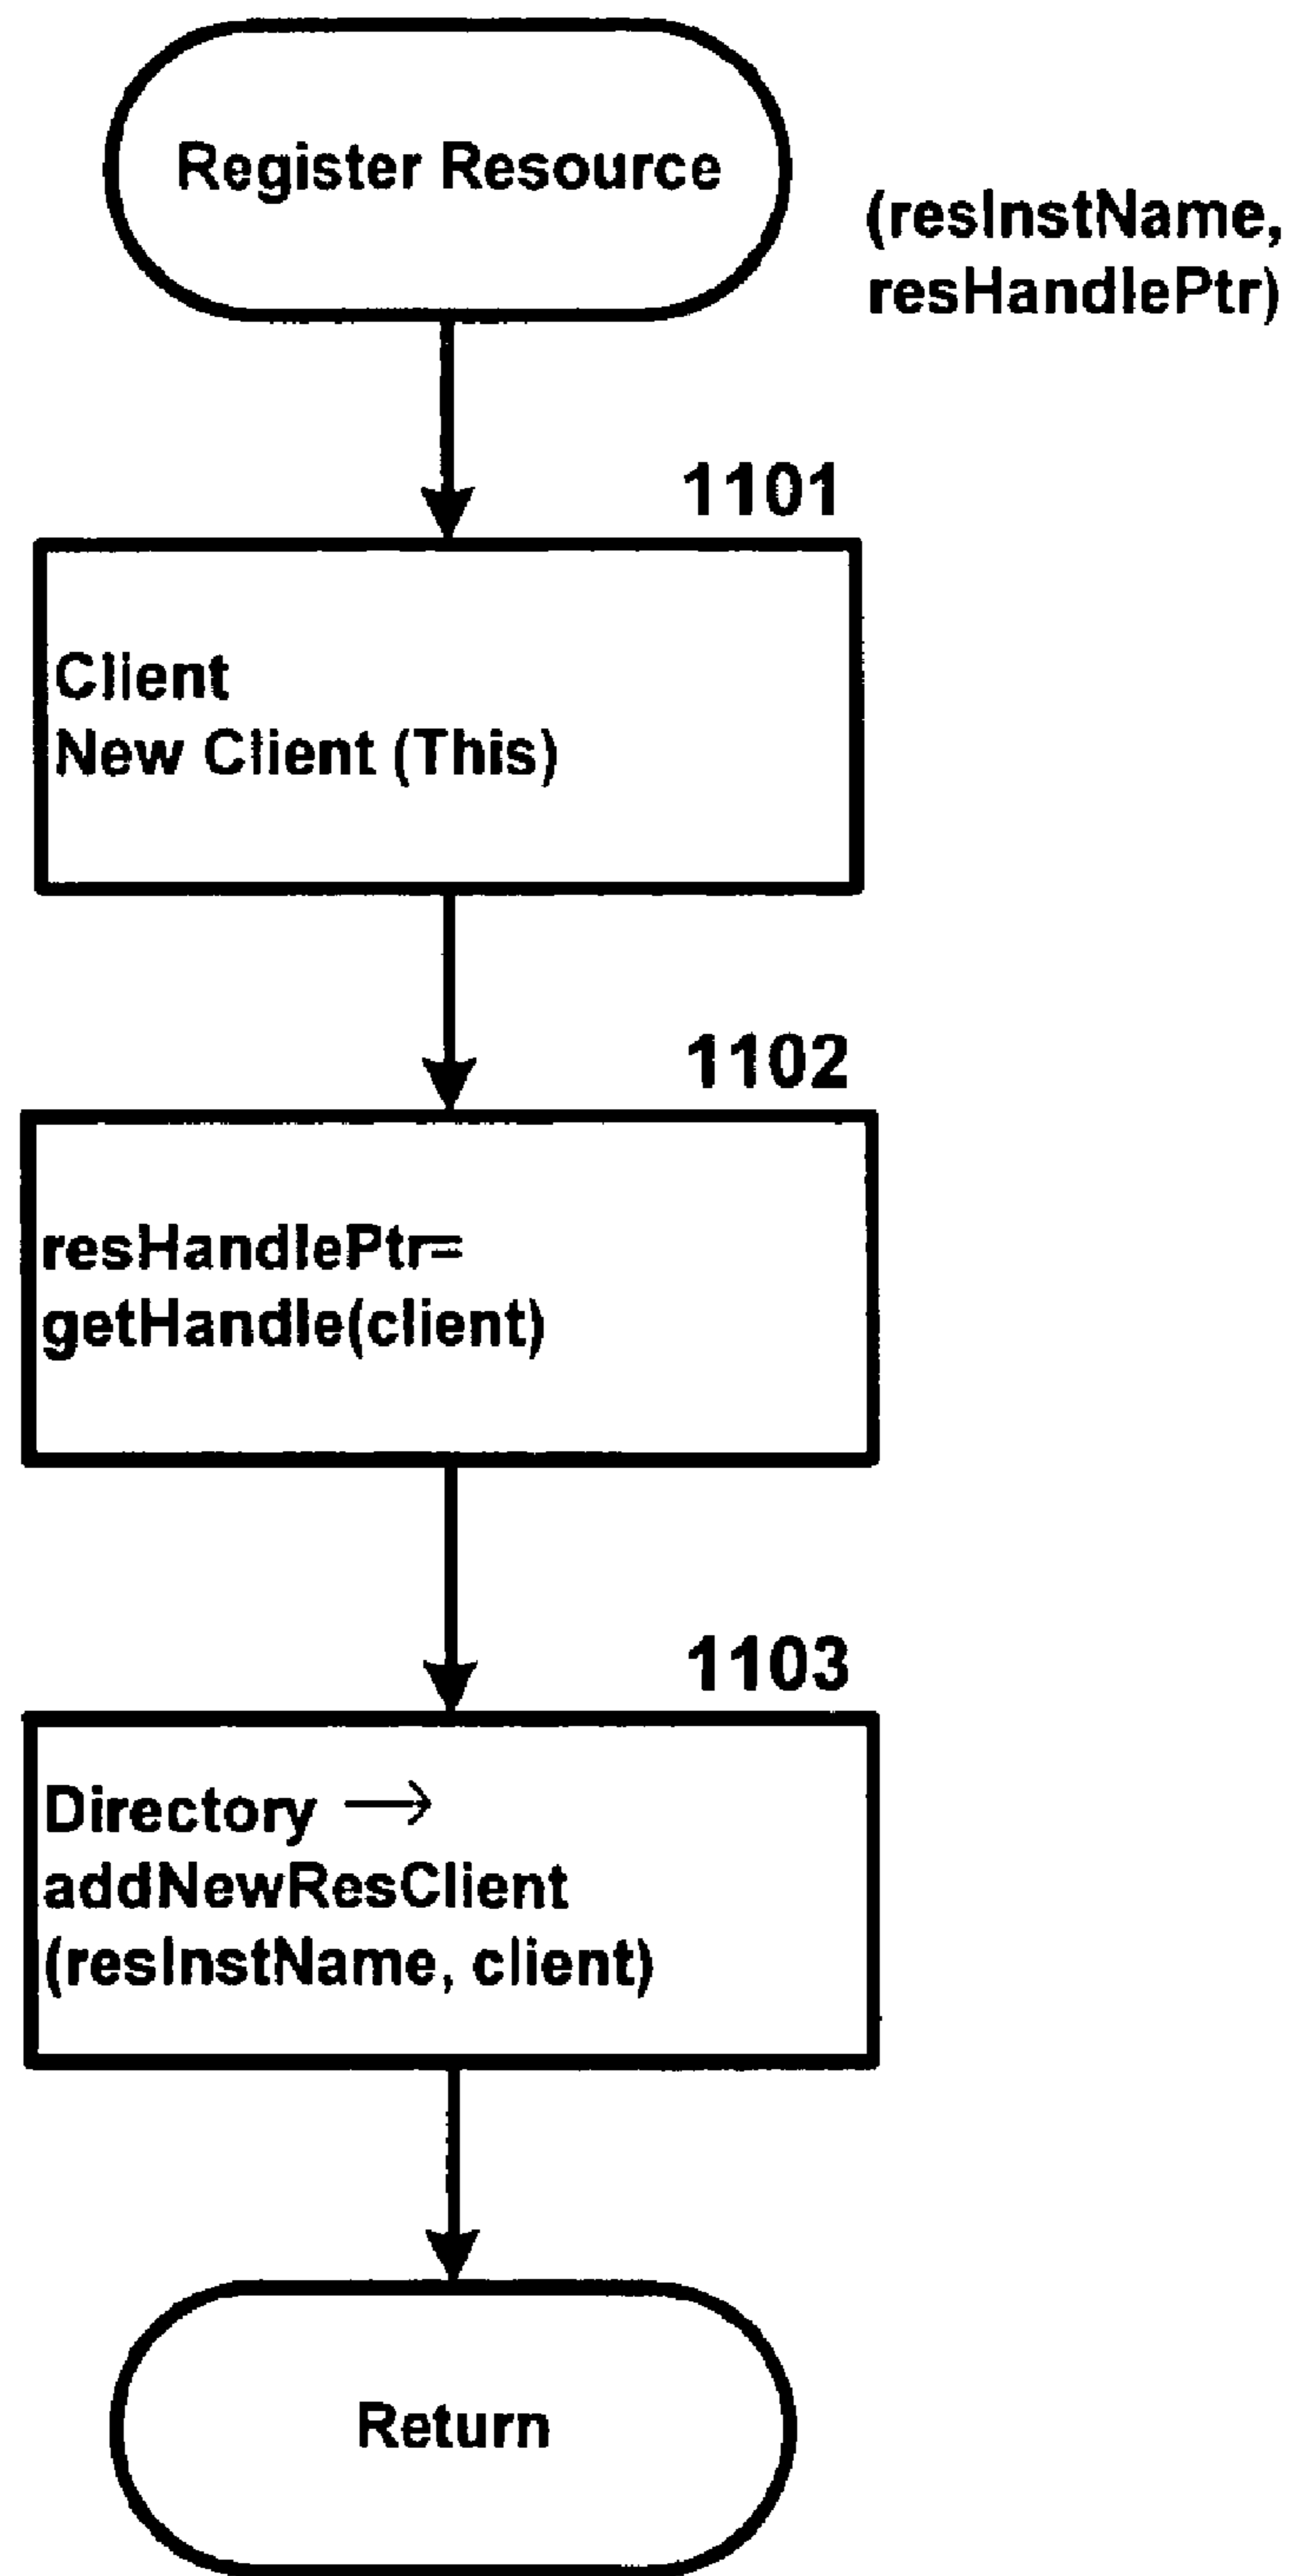 Register Resource
(resInstName,
resHandlePtr)
1101
Client
New Client (This)
1102
resHandlePtr=
getHandle(client)
1103
Directory →
addNewResClient
(resInstName, client)
Return